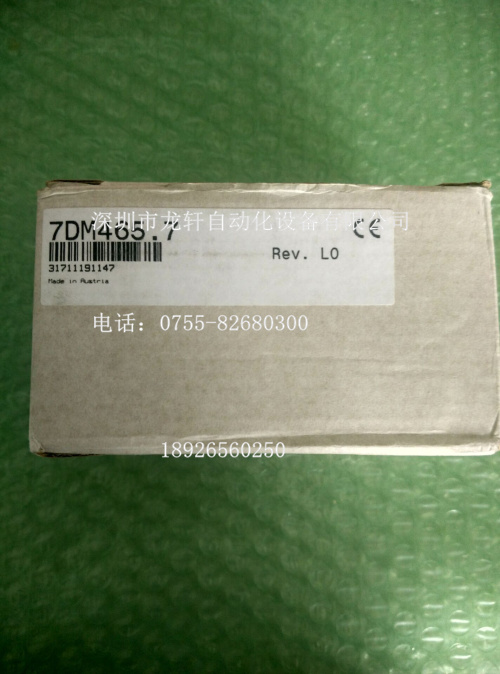 深圳市龙轩自动化设备有限公司
7DM465.7
CE
31711191147
Rev. L0
Made in Austria
电话：0755-82680300
18926560250